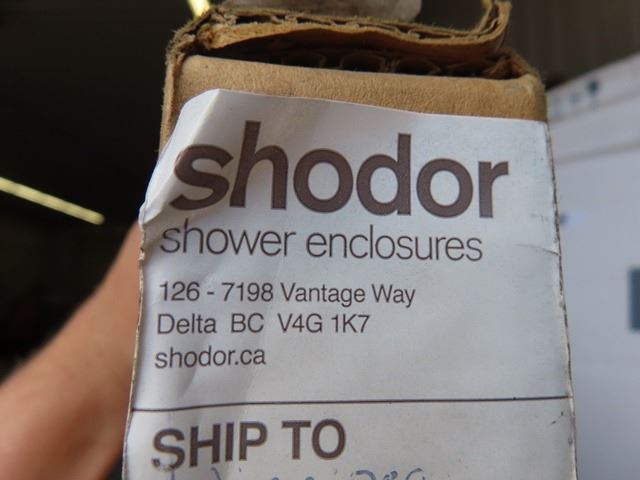 shodor
shower enclosures
126 - 7198 Vantage Way
Delta BC V4G 1K7
shodor.ca
SHIP TO